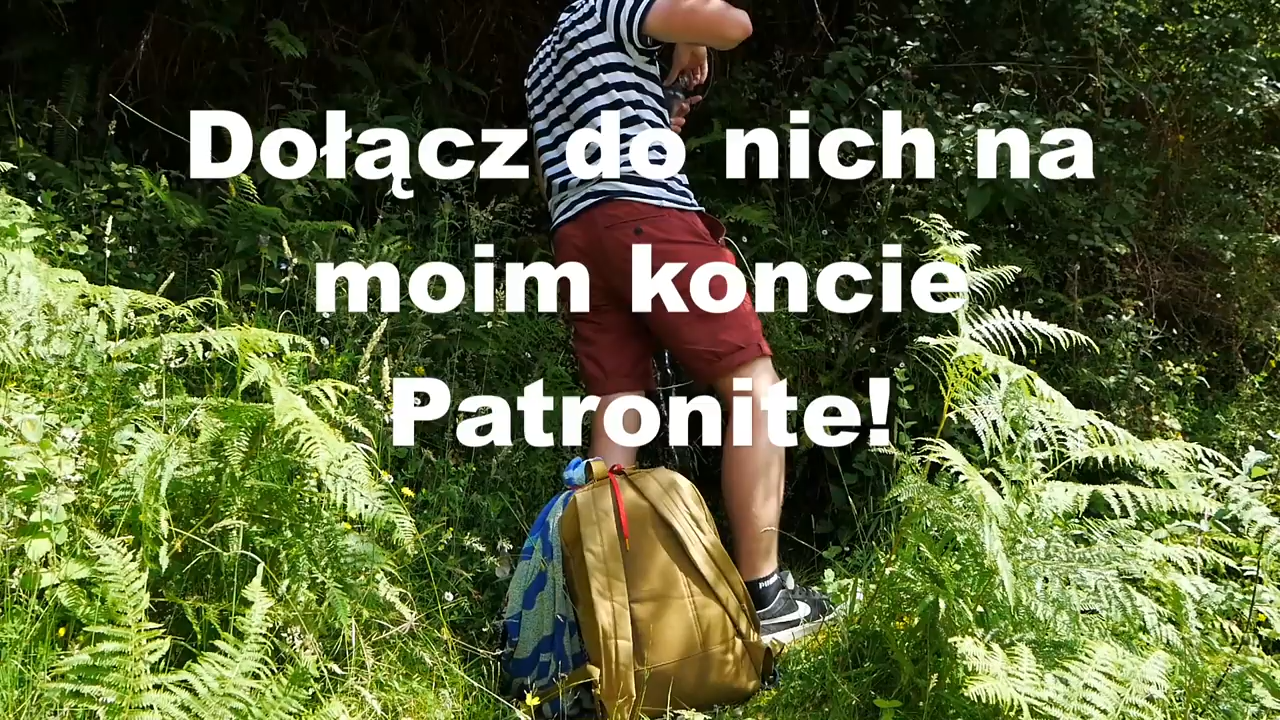 Dołącz do nich na
moim koncie
Patronite!